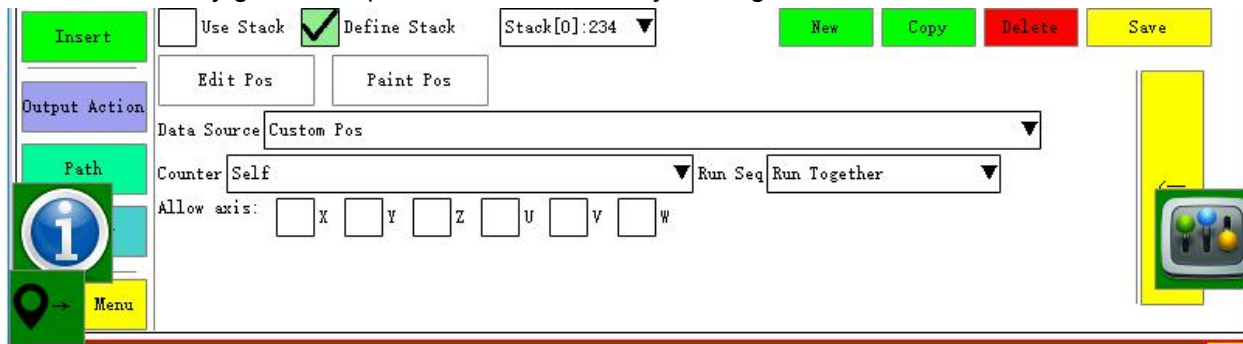 Insert
Use Stack Define Stack Stack[0]:234 ▼ New Copy Delete Save
Edit Pos Paint Pos
Output Action
Data Source Custom Pos ▼
Path
Counter Self ▼ Run Seq Run Together ▼
Allow axis: X Y Z U V W
Menu